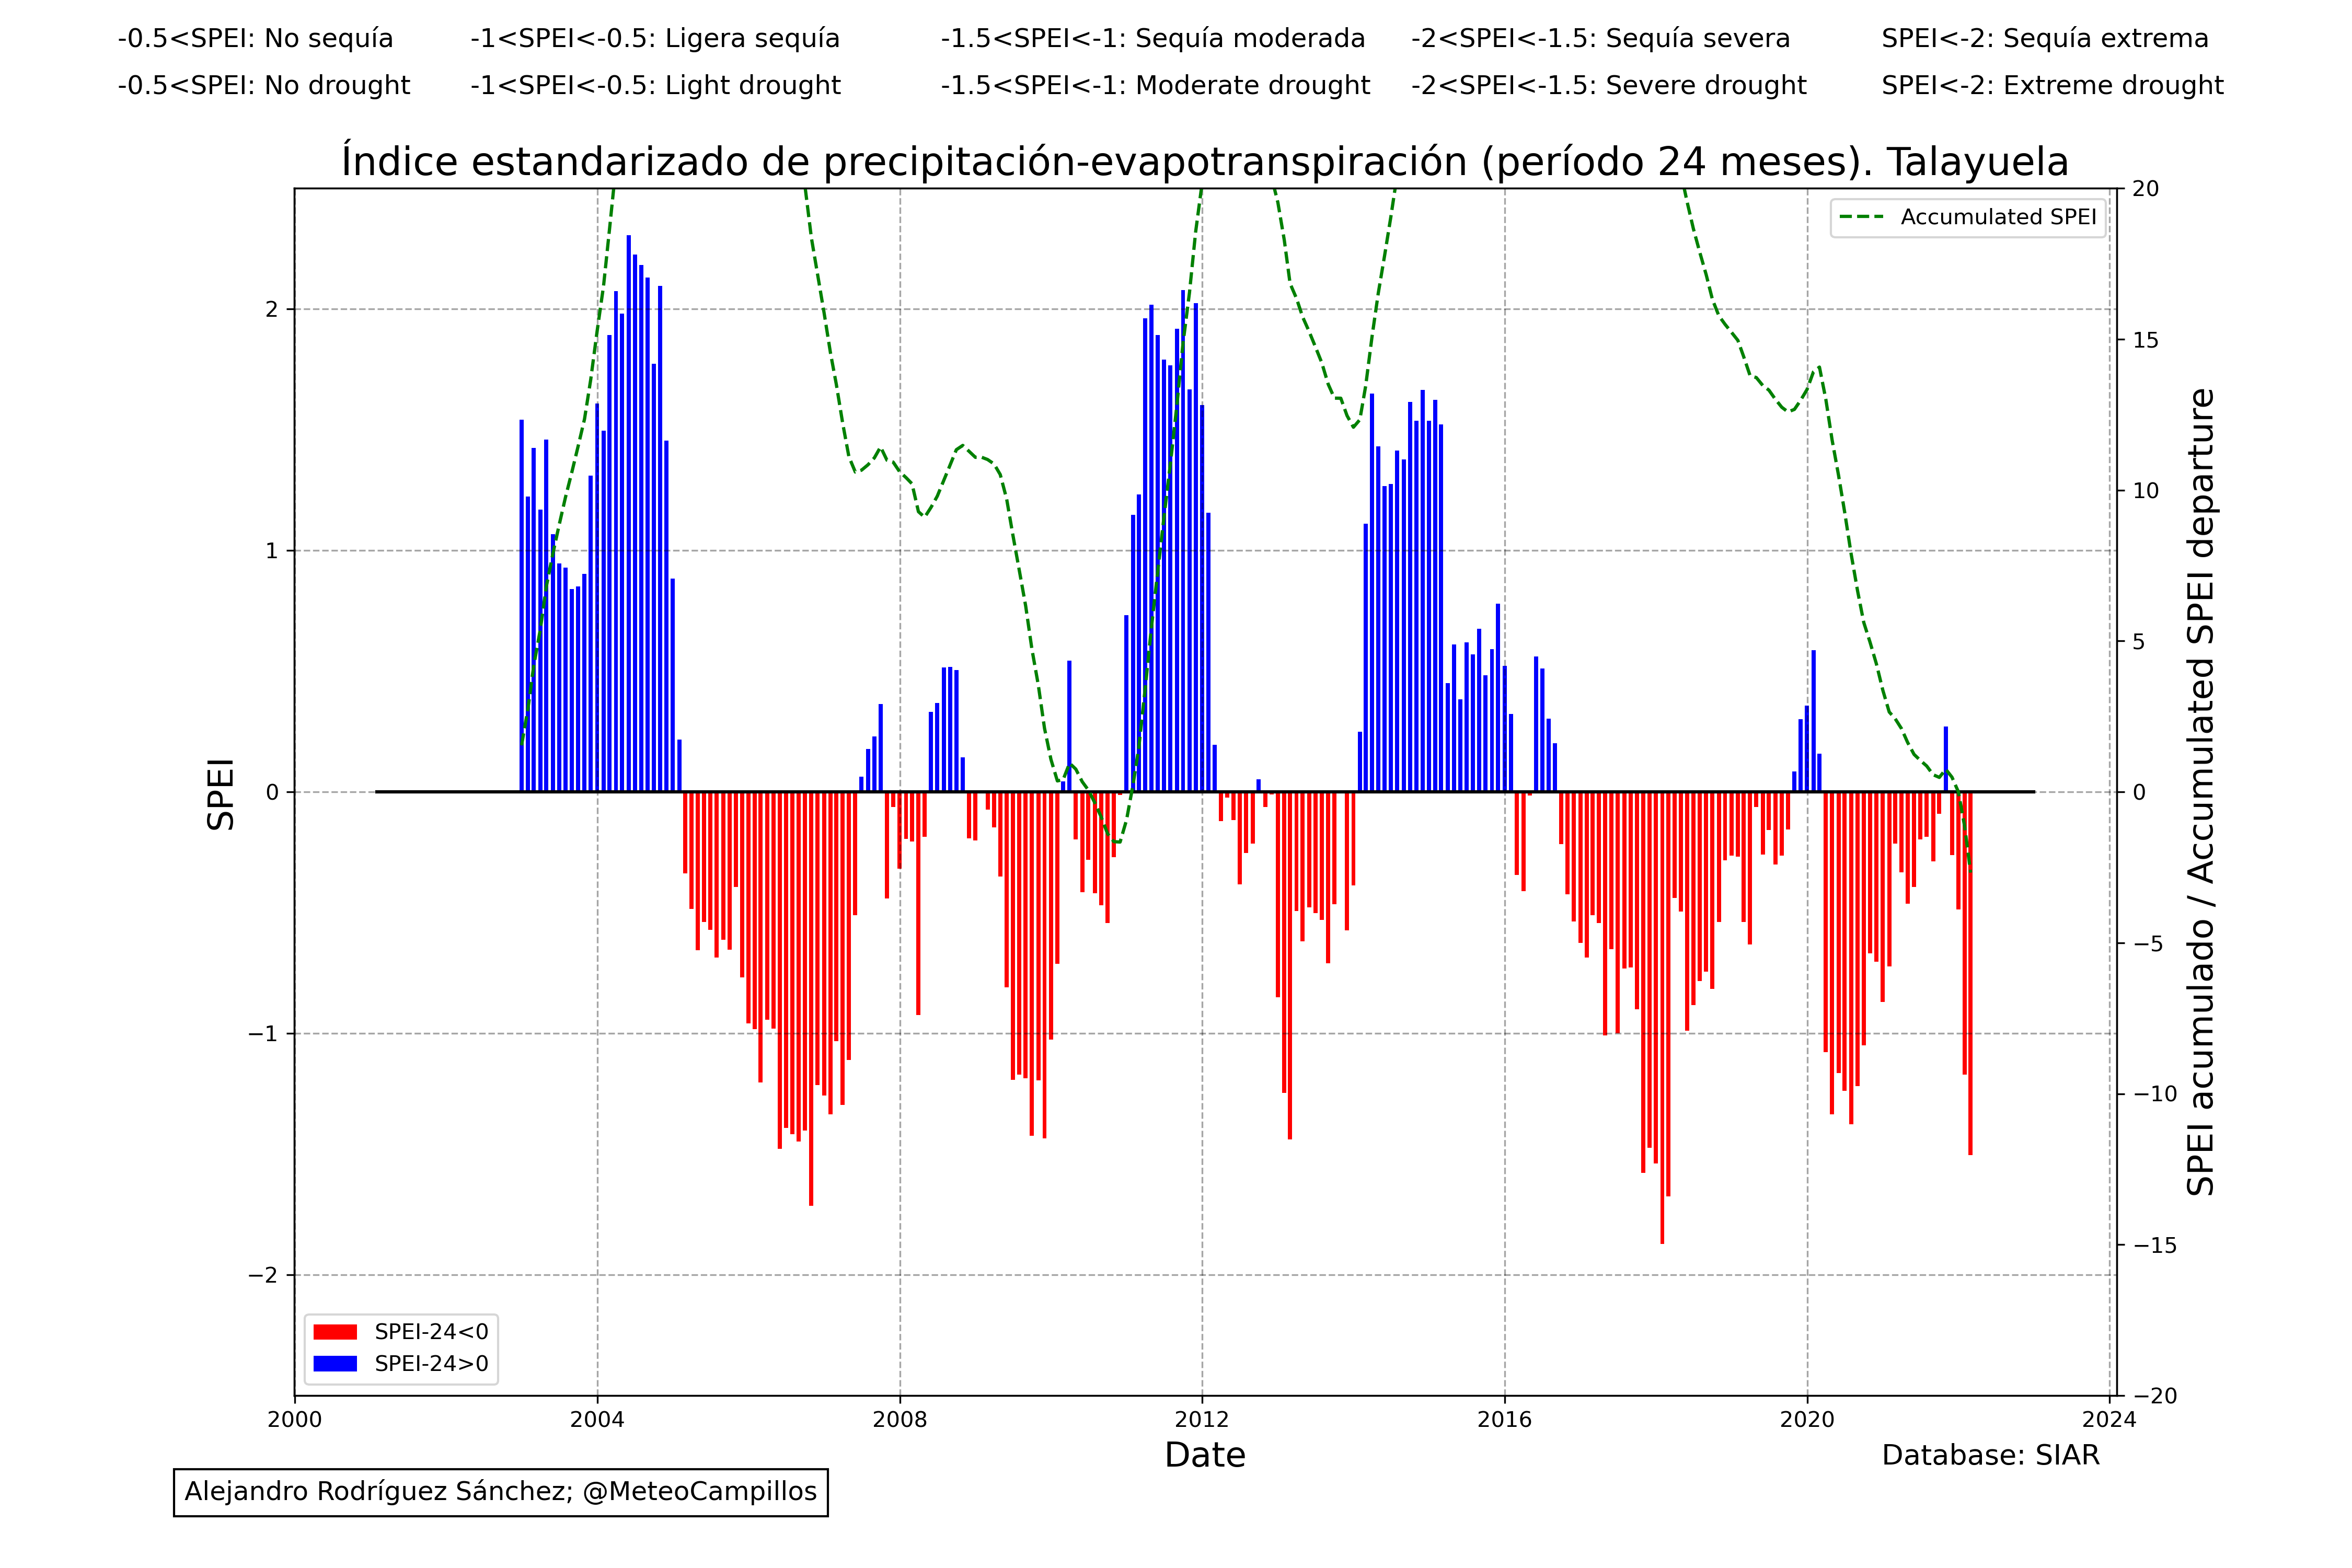 -0.5<SPEI: No sequía -1<SPEI<-0.5: Ligera sequía -1.5<SPEI<-1: Sequía moderada -2<SPEI<-1.5: Sequía severa SPEI<-2: Sequía extrema
-0.5<SPEI: No drought -1<SPEI<-0.5: Light drought -1.5<SPEI<-1: Moderate drought -2<SPEI<-1.5: Severe drought SPEI<-2: Extreme drought
Índice estandarizado de precipitación-evapotranspiración (período 24 meses). Talayuela
Accumulated SPEI
SPEI
2
1
0
−1
−2
20
15
10
5
0
−5
−10
−15
−20
SPEI acumulado / Accumulated SPEI departure
SPEI-24<0
SPEI-24>0
2000 2004 2008 2012 2016 2020 2024
Date
Database: SIAR
Alejandro Rodríguez Sánchez; @MeteoCampillos